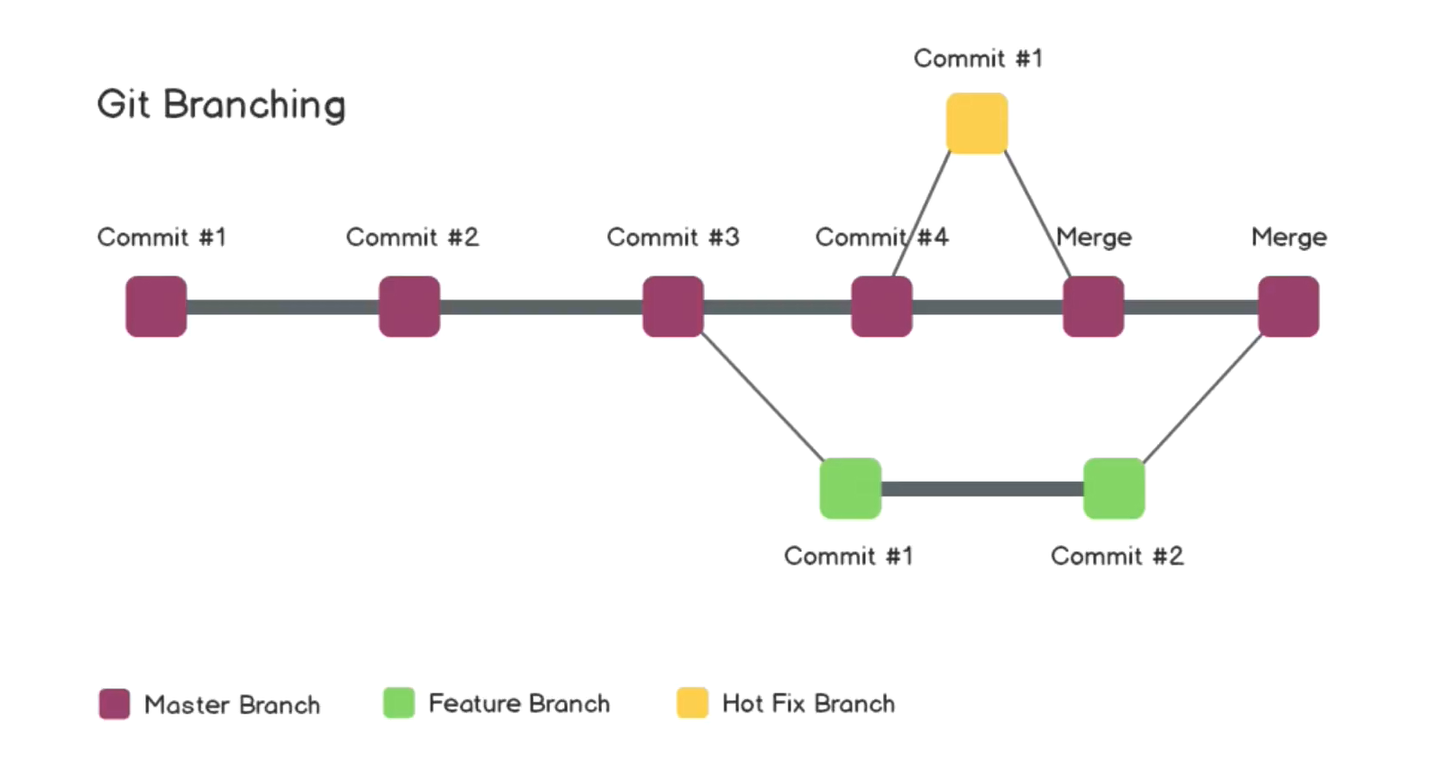 Git Branching
Commit #1
Commit #1
Commit #2
Commit #3
Commit #4
Merge
Merge
Commit #1
Commit #2
Master Branch
Feature Branch
Hot Fix Branch